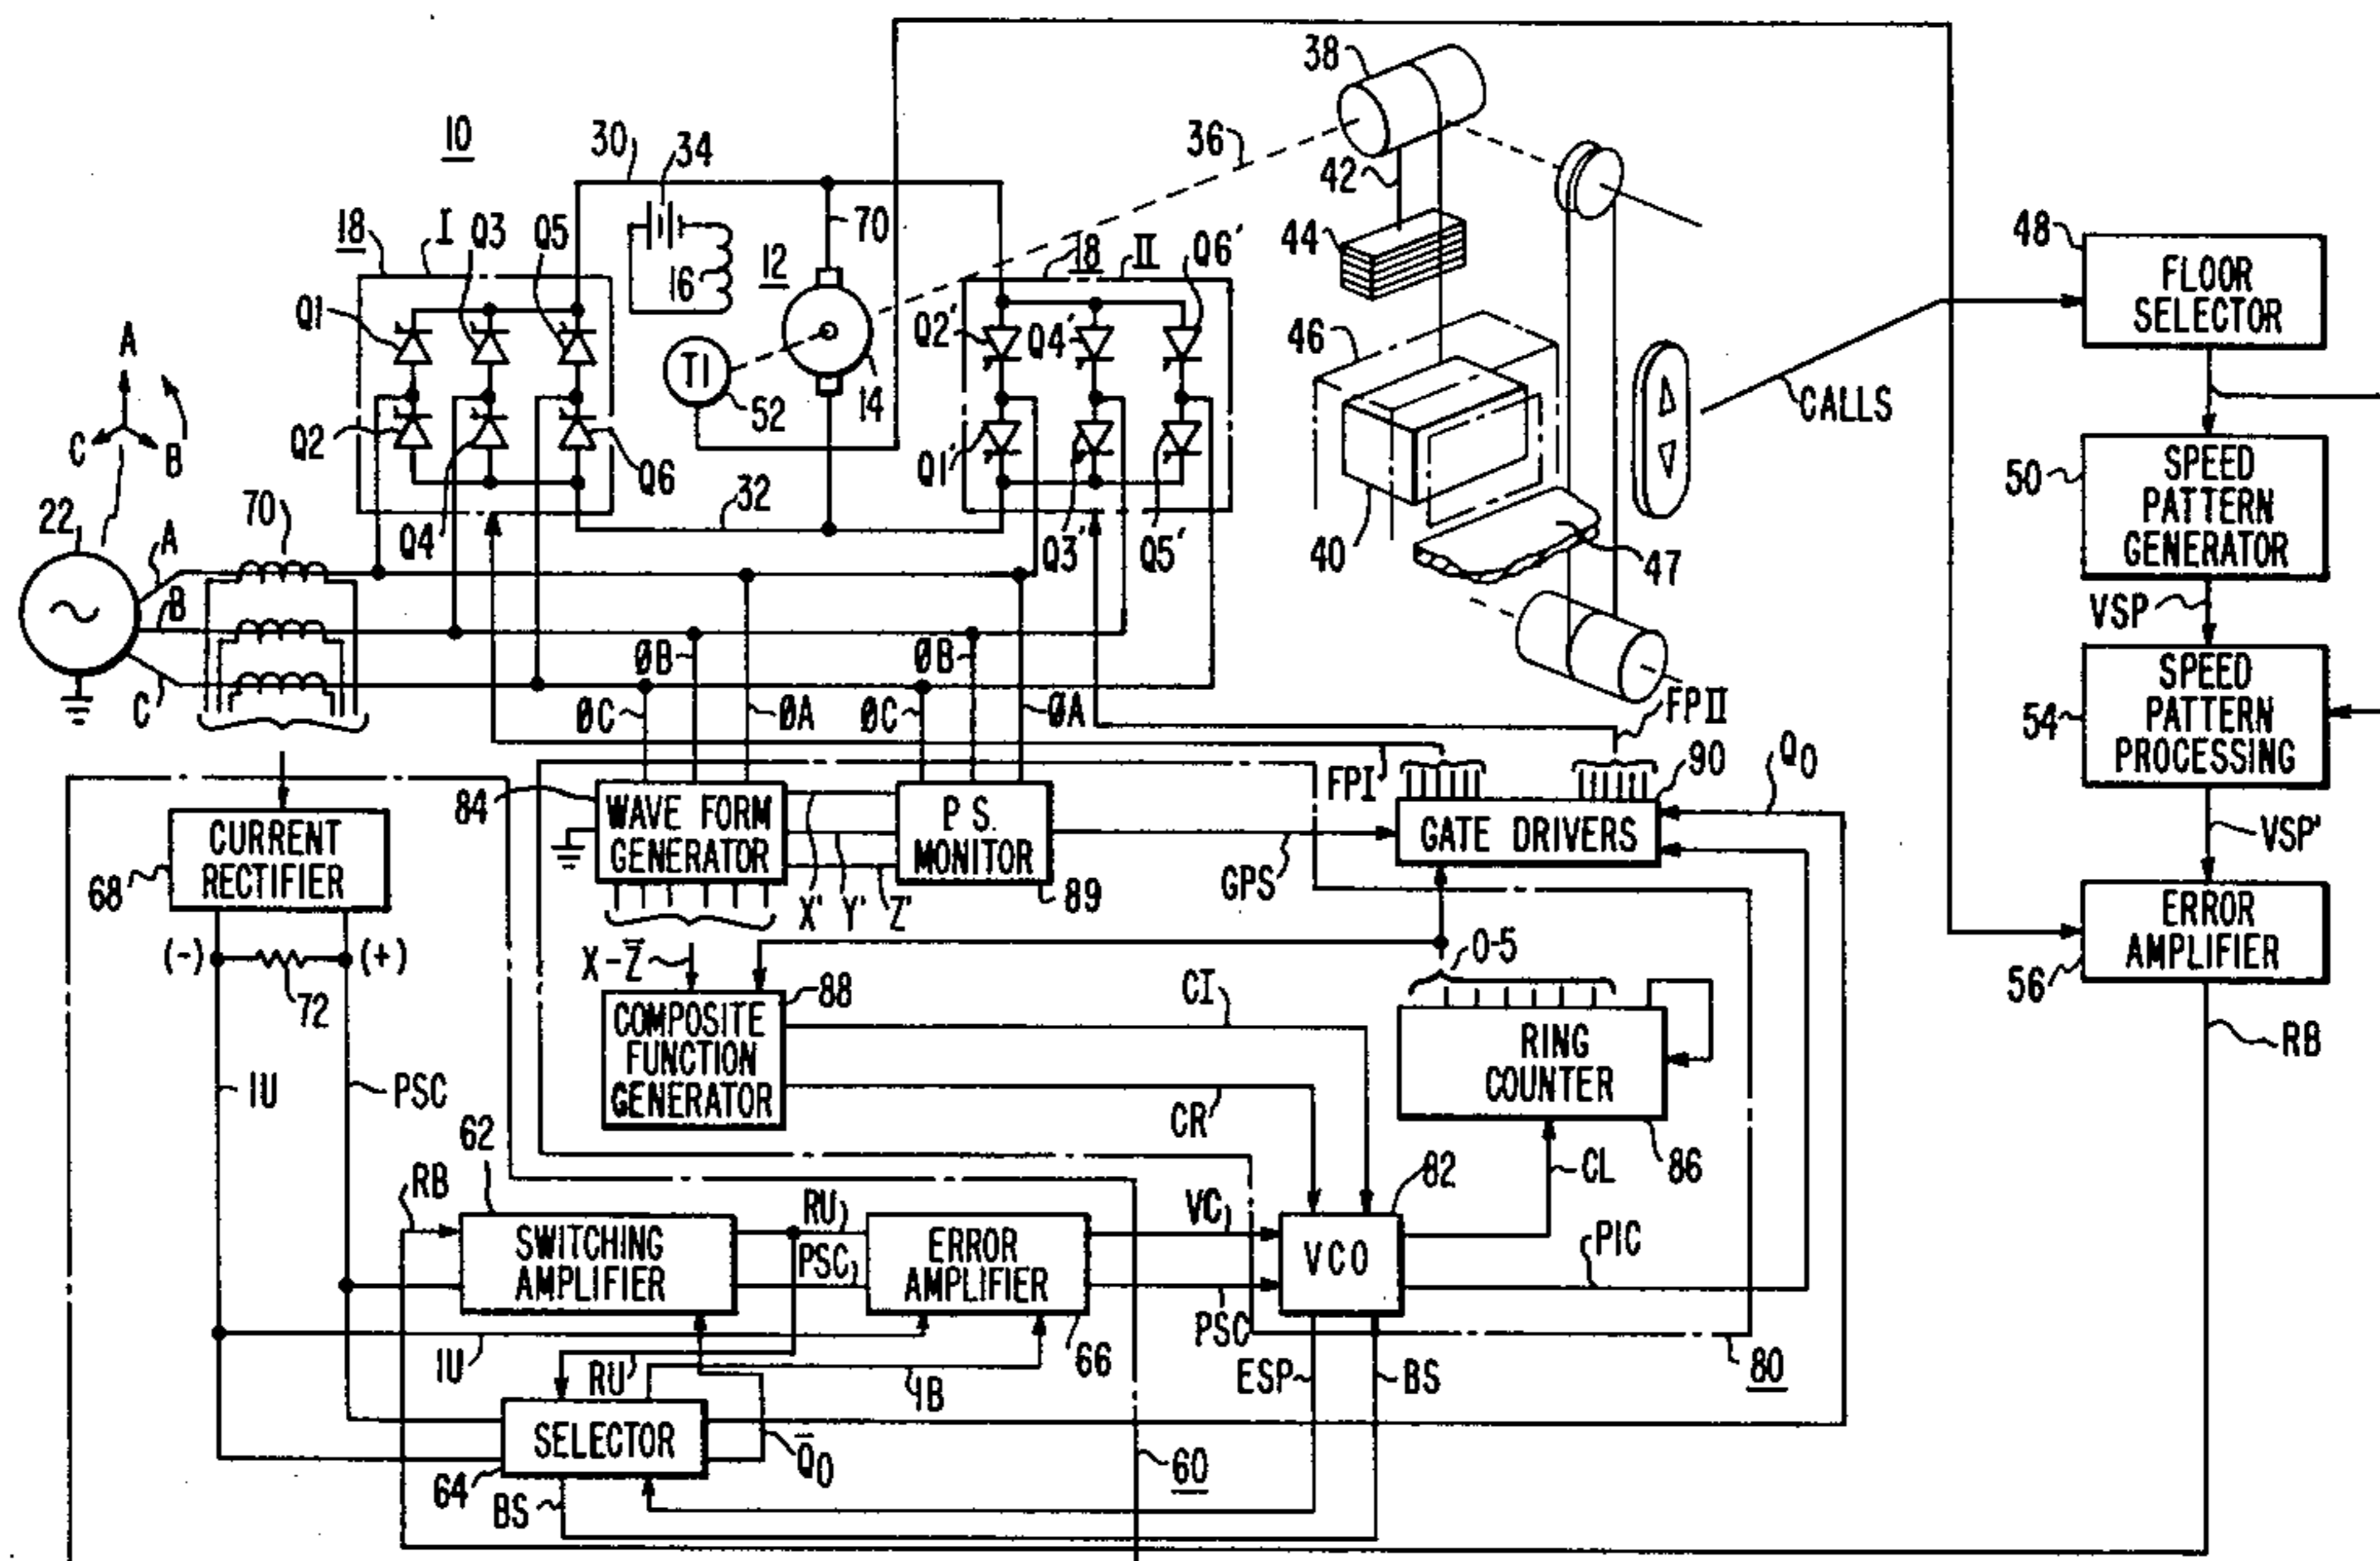 38
10
30
34
36
42
70
18
I
Q3
Q5
16
12
18
II
Q6'
44
48
FLOOR
SELECTOR
Q1
T1
52
14
Q2'
Q4'
46
A
C
B
Q2
Q4
Q6
32
Q1'
Q3'
Q5'
40
47
CALLS
50
SPEED
PATTERN
GENERATOR
22
70
A
B
C
VSP
ØB
ØB
ØC
ØA
ØC
ØA
FPII
54
SPEED
PATTERN
PROCESSING
FPI
90
Q0
84
WAVE FORM
GENERATOR
P.S.
MONITOR
GATE DRIVERS
VSP'
CURRENT
RECTIFIER
68
X'
Y'
Z'
89
GPS
ERROR
AMPLIFIER
56
(-)
(+)
72
X-Z̅
88
0-5
COMPOSITE
FUNCTION
GENERATOR
CI
CR
RING
COUNTER
86
RB
IU
PSC
62
RB
SWITCHING
AMPLIFIER
RU
PSC
ERROR
AMPLIFIER
66
VC
PSC
82
VCO
CL
PIC
IU
RU
IB
ESP
BS
80
SELECTOR
64
Q̅0
BS
60